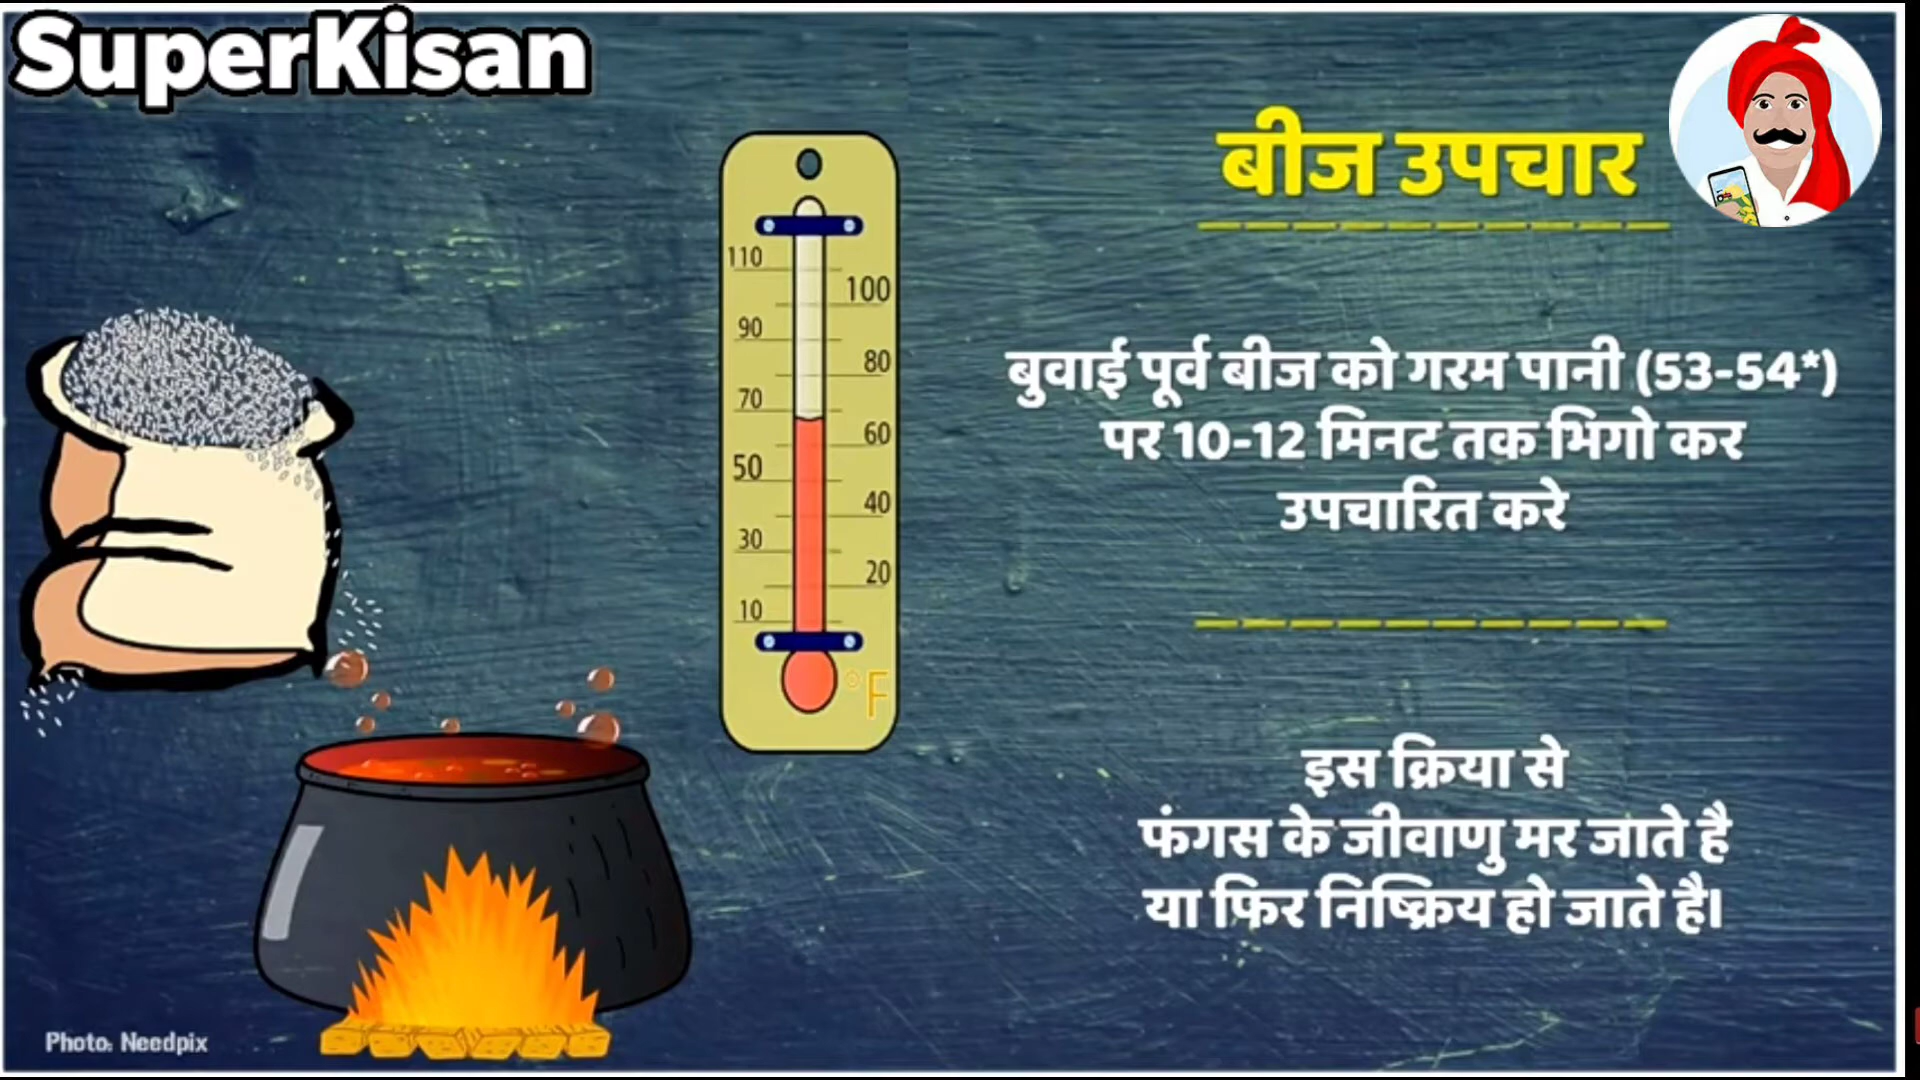 SuperKisan
बीज उपचार
बुवाई पूर्व बीज को गरम पानी (53-54*)
पर 10-12 मिनट तक भिगो कर
उपचारित करे
इस क्रिया से
फंगस के जीवाणु मर जाते है
या फिर निष्क्रिय हो जाते है।
110
100
90
80
70
60
50
40
30
20
10
°F
Photo: Needpix